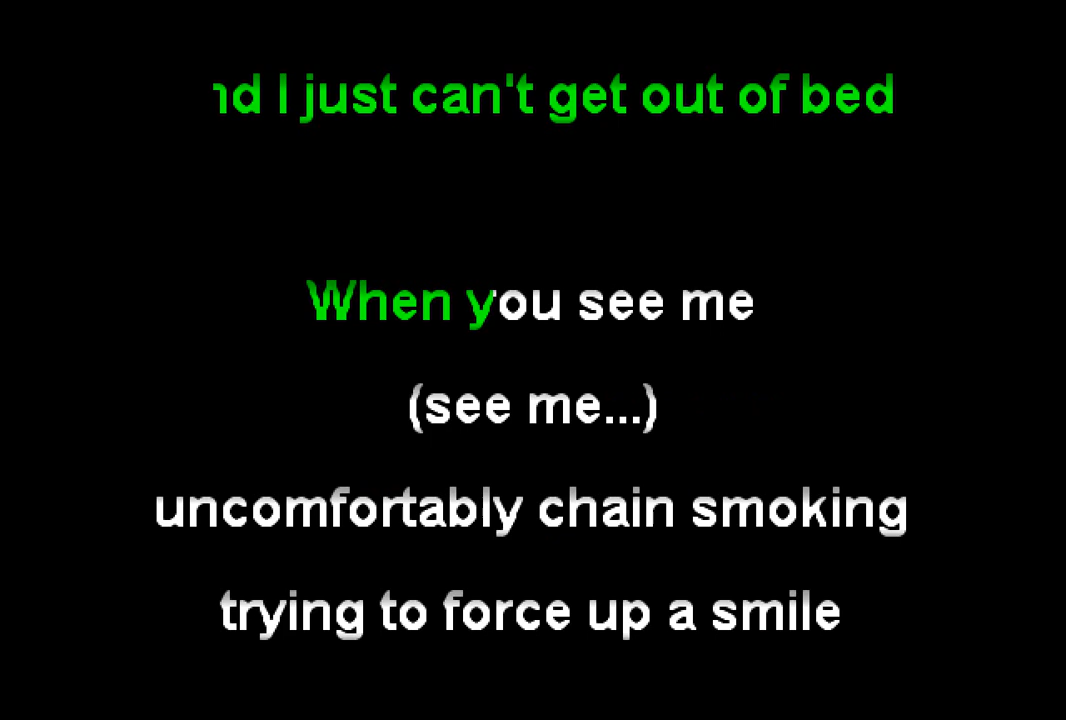 nd I just can't get out of bed
When you see me
(see me...)
uncomfortably chain smoking
trying to force up a smile